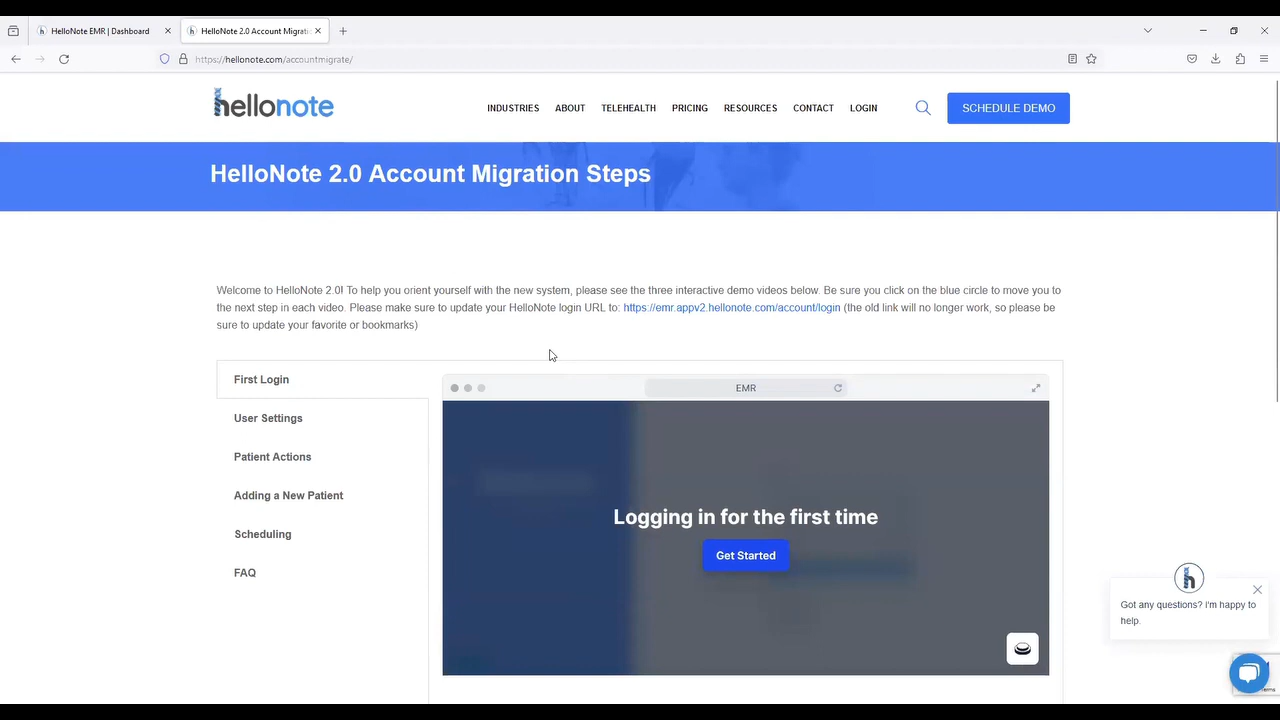 HelloNote EMR | Dashboard
HelloNote 2.0 Account Migrati
https://hellonote.com/accountmigrate/
hellonote
INDUSTRIES ABOUT TELEHEALTH PRICING RESOURCES CONTACT LOGIN
SCHEDULE DEMO
HelloNote 2.0 Account Migration Steps
Welcome to HelloNote 2.0! To help you orient yourself with the new system, please see the three interactive demo videos below. Be sure you click on the blue circle to move you to
the next step in each video. Please make sure to update your HelloNote login URL to: https://emr.appv2.hellonote.com/account/login (the old link will no longer work, so please be
sure to update your favorite or bookmarks)
First Login
User Settings
Patient Actions
Adding a New Patient
Scheduling
FAQ
EMR
Logging in for the first time
Get Started
Got any questions? I'm happy to
help.
Terms